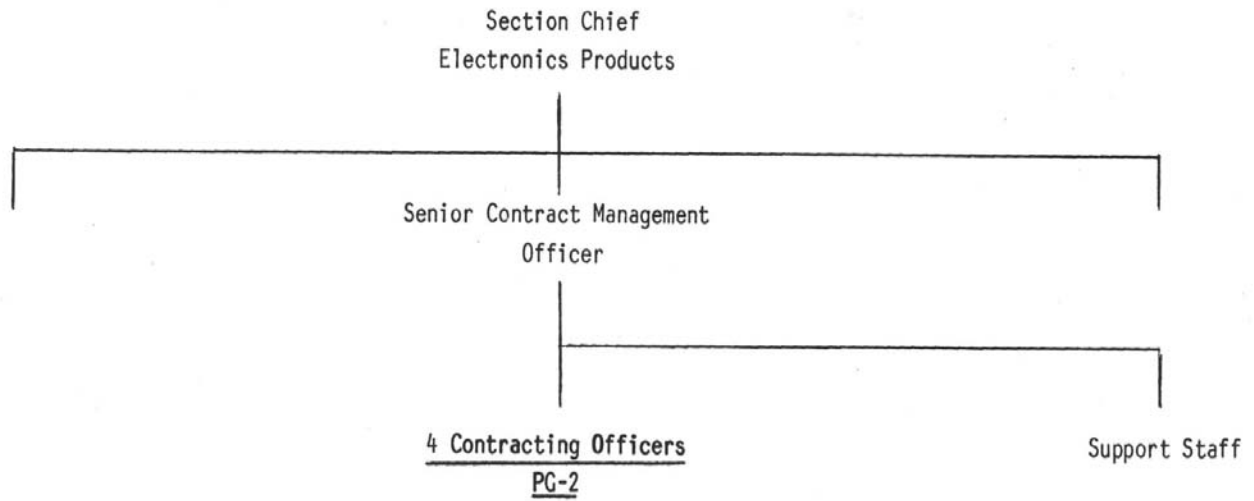 Section Chief
Electronics Products
Senior Contract Management
Officer
4 Contracting Officers
PG-2
Support Staff